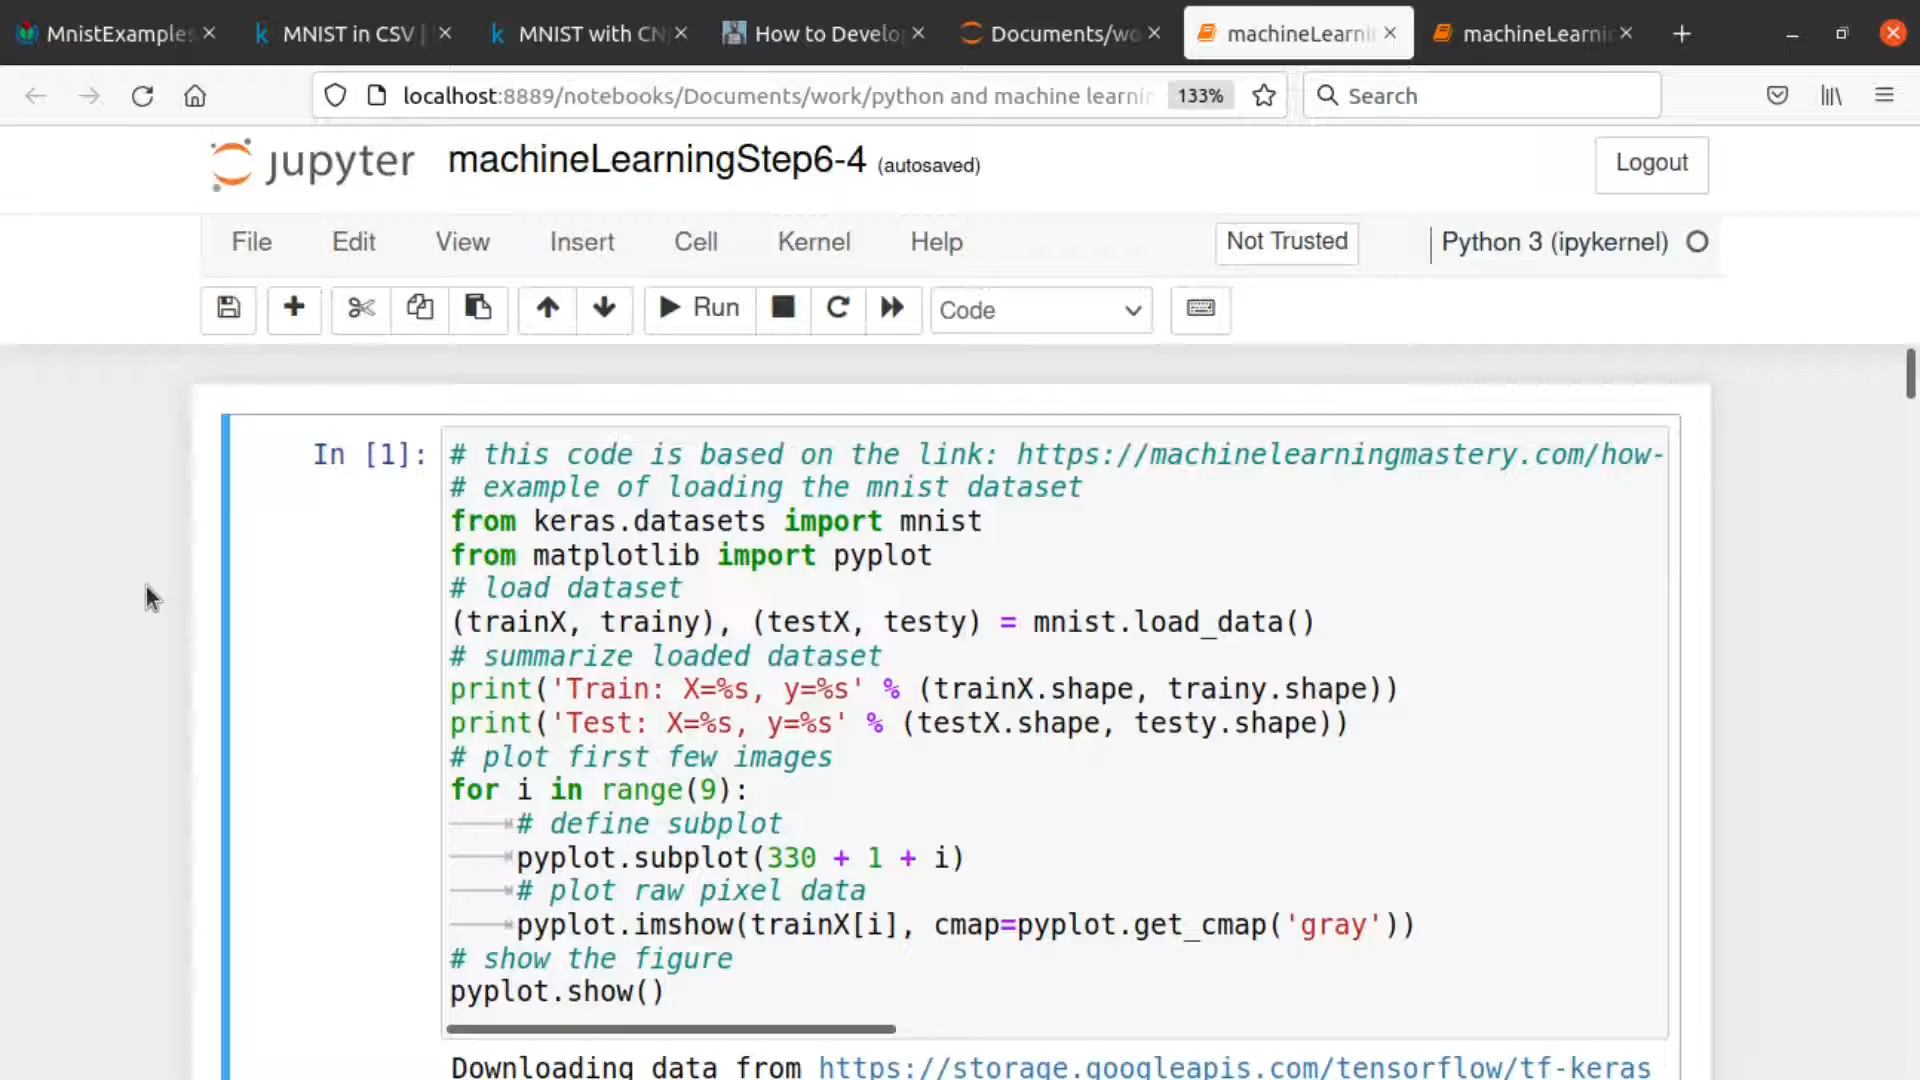 MnistExamples
MNIST in CSV |
MNIST with CN
How to Develo
Documents/wo
machineLearni
machineLearni
localhost:8889/notebooks/Documents/work/python and machine learnin
133%
Search
jupyter
machineLearningStep6-4 (autosaved)
Logout
File Edit View Insert Cell Kernel Help
Not Trusted
Python 3 (ipykernel)
Run
Code
In [1]:
# this code is based on the link: https://machinelearningmastery.com/how-
# example of loading the mnist dataset
from keras.datasets import mnist
from matplotlib import pyplot
# load dataset
(trainX, trainy), (testX, testy) = mnist.load_data()
# summarize loaded dataset
print('Train: X=%s, y=%s' % (trainX.shape, trainy.shape))
print('Test: X=%s, y=%s' % (testX.shape, testy.shape))
# plot first few images
for i in range(9):
# define subplot
pyplot.subplot(330 + 1 + i)
# plot raw pixel data
pyplot.imshow(trainX[i], cmap=pyplot.get_cmap('gray'))
# show the figure
pyplot.show()
Downloading data from https://storage.googleapis.com/tensorflow/tf-keras